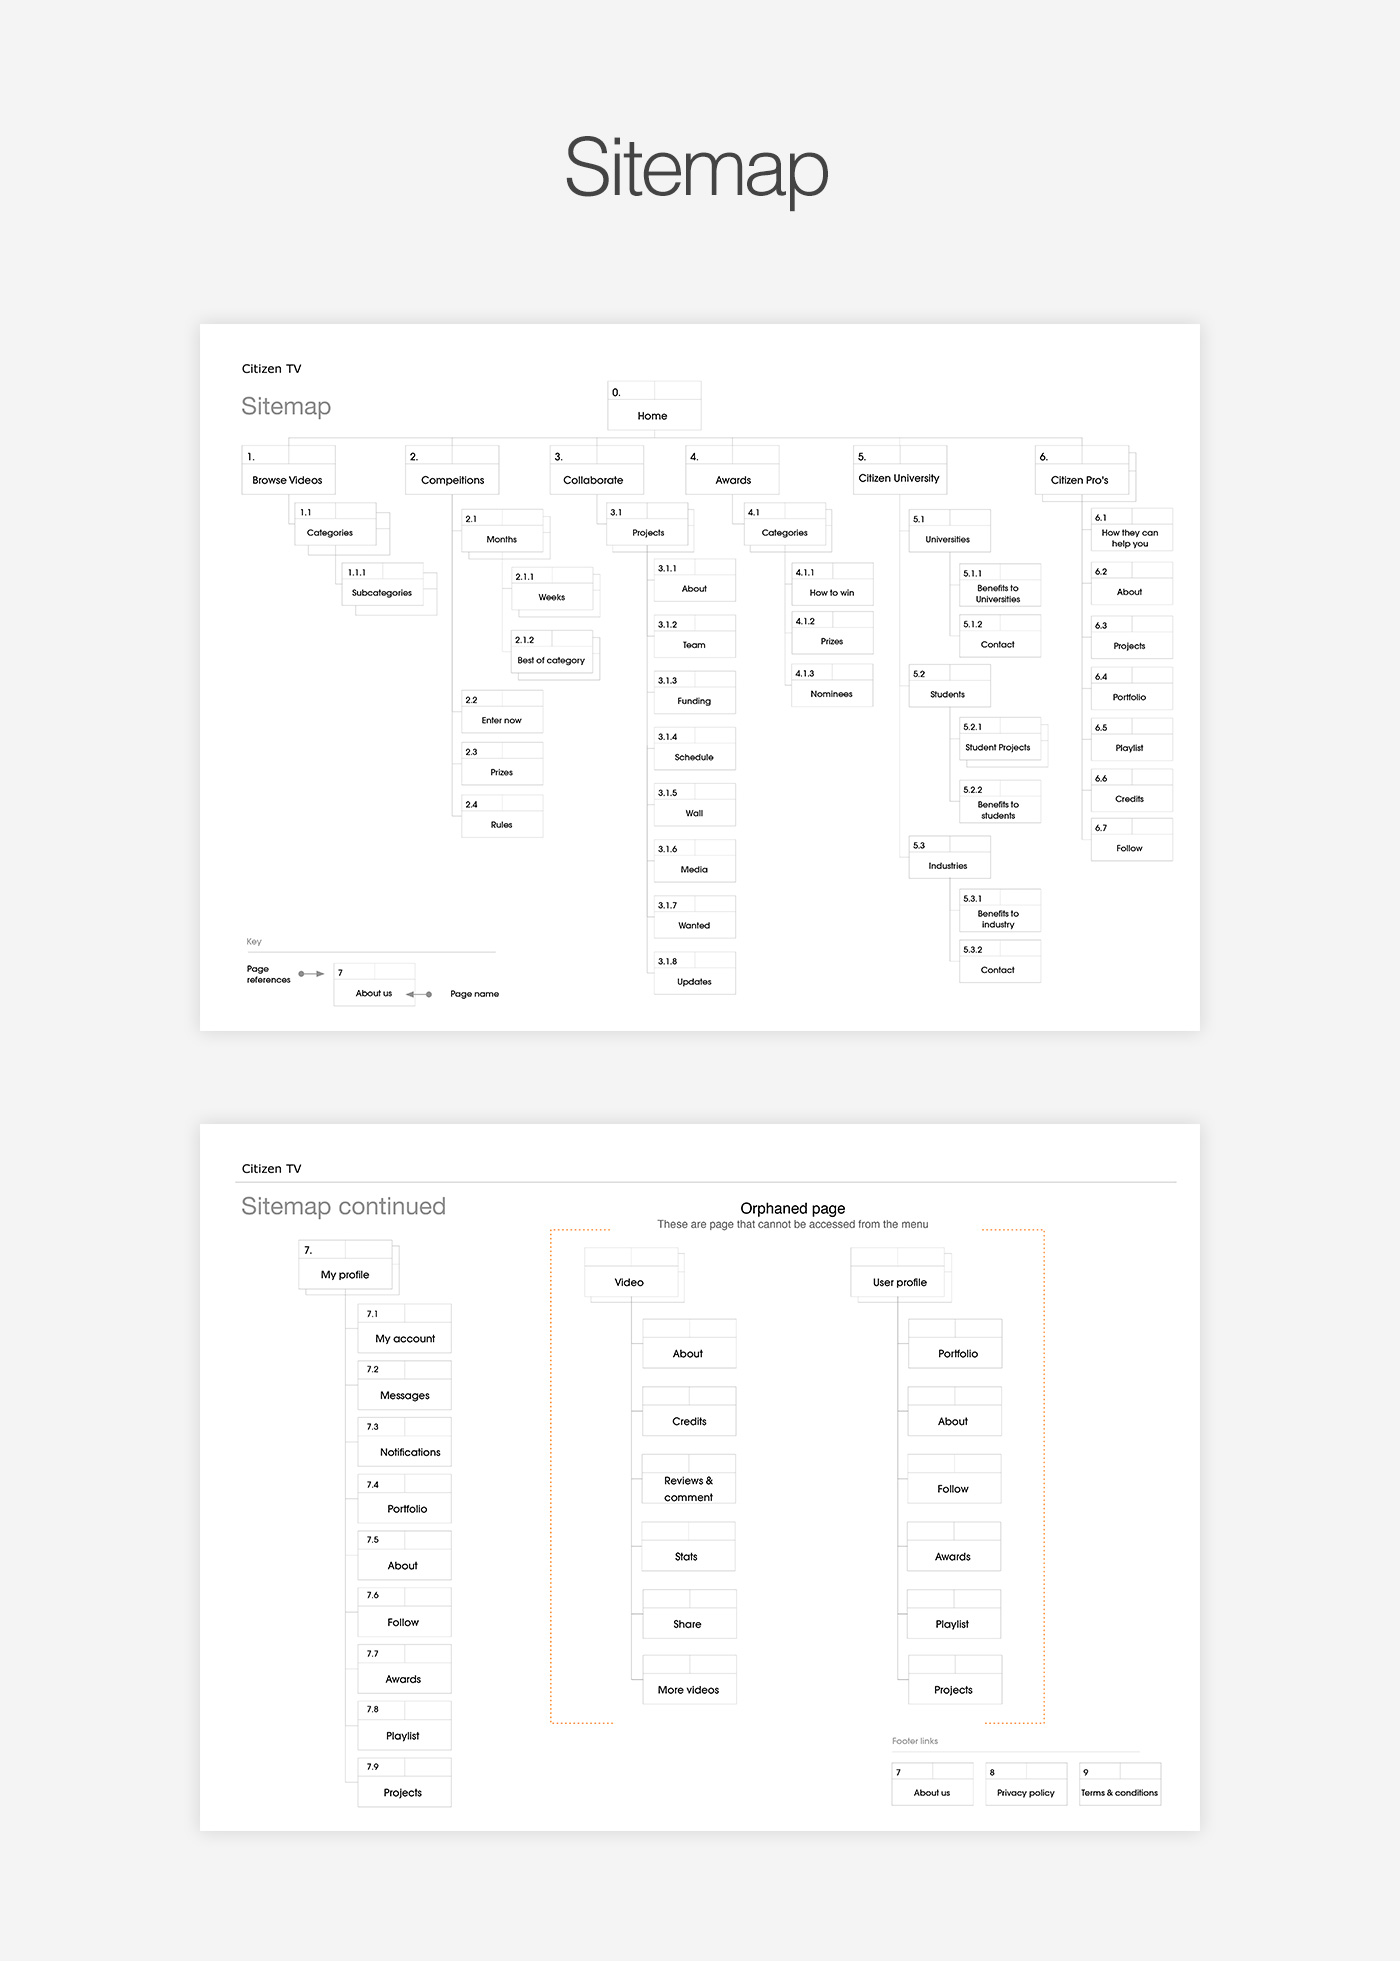 Sitemap
Citizen TV
Sitemap
0.
Home
1.
Browse Videos
1.1
Categories
1.1.1
Subcategories
2.
Compeitions
2.1
Months
2.1.1
Weeks
2.1.2
Best of category
2.2
Enter now
2.3
Prizes
2.4
Rules
3.
Collaborate
3.1
Projects
3.1.1
About
3.1.2
Team
3.1.3
Funding
3.1.4
Schedule
3.1.5
Wall
3.1.6
Media
3.1.7
Wanted
3.1.8
Updates
4.
Awards
4.1
Categories
4.1.1
How to win
4.1.2
Prizes
4.1.3
Nominees
5.
Citizen University
5.1
Universities
5.1.1
Benefits to
Universities
5.1.2
Contact
5.2
Students
5.2.1
Student Projects
5.2.2
Benefits to
students
5.3
Industries
5.3.1
Benefits to
industry
5.3.2
Contact
6.
Citizen Pro's
6.1
How they can
help you
6.2
About
6.3
Projects
6.4
Portfolio
6.5
Playlist
6.6
Credits
6.7
Follow
Key
Page
references
7
About us
Page name
Citizen TV
Sitemap continued
7.
My profile
7.1
My account
7.2
Messages
7.3
Notifications
7.4
Portfolio
7.5
About
7.6
Follow
7.7
Awards
7.8
Playlist
7.9
Projects
Orphaned page
These are page that cannot be accessed from the menu
Video
About
Credits
Reviews &
comment
Stats
Share
More videos
User profile
Portfolio
About
Follow
Awards
Playlist
Projects
Footer links
7
About us
8
Privacy policy
9
Terms & conditions